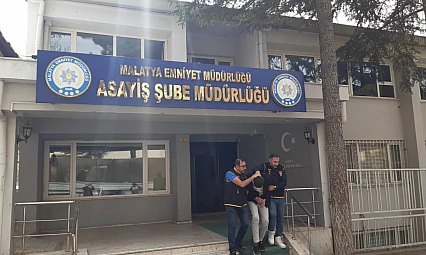 MALATYA EMNİYET MÜDÜRLÜĞÜ
ASAYİŞ ŞUBE MÜDÜRLÜĞÜ